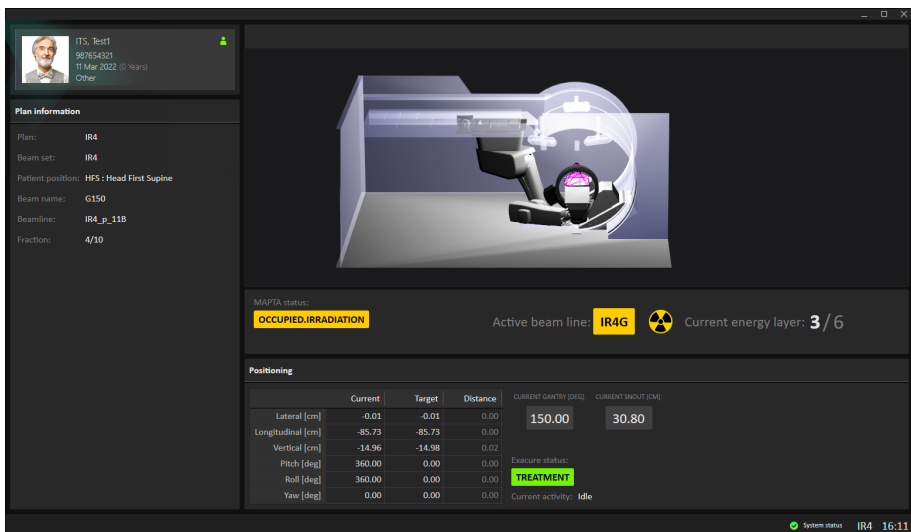 ITS, Test1
987654321
11 Mar 2022 (0 Years)
Other
Plan information
Plan: IR4
Beam set: IR4
Patient position: HFS : Head First Supine
Beam name: G150
Beamline: IR4_p_11B
Fraction: 4/10
MAPTA status:
OCCUPIED.IRRADIATION
Active beam line: IR4G Current energy layer: 3/6
Positioning
Current Target Distance
Lateral [cm] -0.01 -0.01 0.00
Longitudinal [cm] -85.73 -85.73 0.00
Vertical [cm] -14.96 -14.98 0.02
Pitch [deg] 360.00 0.00 0.00
Roll [deg] 360.00 0.00 0.00
Yaw [deg] 0.00 0.00 0.00
CURRENT GANTRY [DEG]: CURRENT SNOUT [CM]:
150.00 30.80
Exacure status:
TREATMENT
Current activity: Idle
System status IR4 16:11